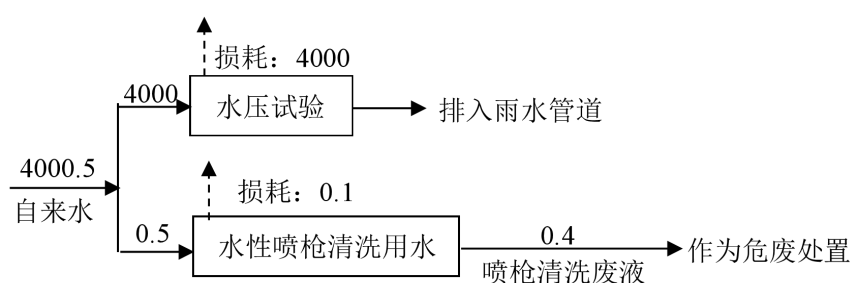 损耗：4000
4000
水压试验
排入雨水管道
4000.5
自来水
损耗：0.1
0.5
水性喷枪清洗用水
0.4
喷枪清洗废液
作为危废处置